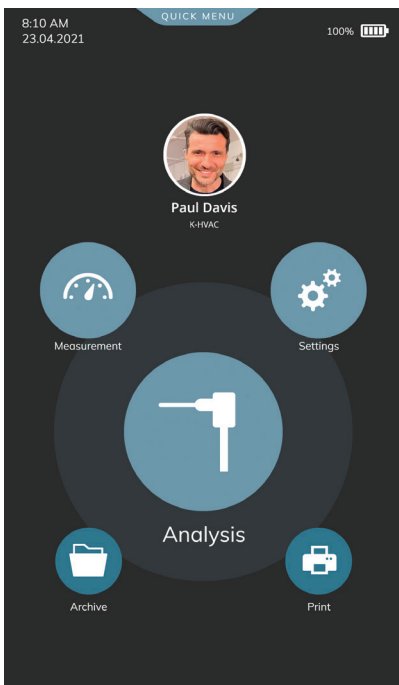 QUICK MENU
8:10 AM
23.04.2021
100%
Paul Davis
K-HVAC
Measurement
Settings
Analysis
Archive
Print